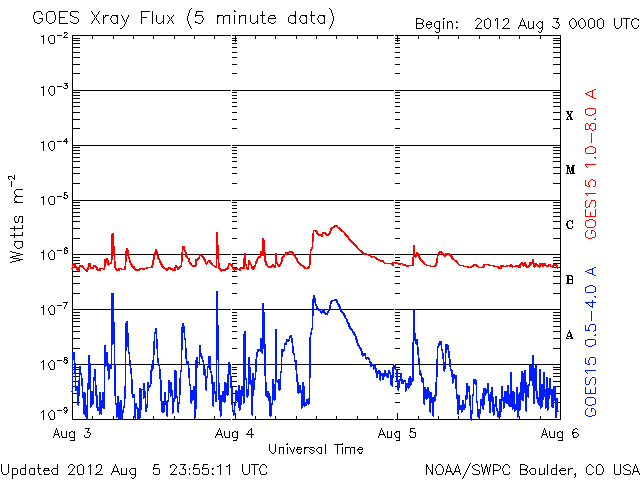 GOES Xray Flux (5 minute data)
Begin: 2012 Aug 3 0000 UTC
10⁻²
10⁻³
10⁻⁴
10⁻⁵
10⁻⁶
10⁻⁷
10⁻⁸
10⁻⁹
Watts m⁻²
X
M
C
B
A
GOES15 1.0-8.0 A
GOES15 0.5-4.0 A
Aug 3
Aug 4
Aug 5
Aug 6
Universal Time
Updated 2012 Aug 5 23:55:11 UTC
NOAA/SWPC Boulder, CO USA